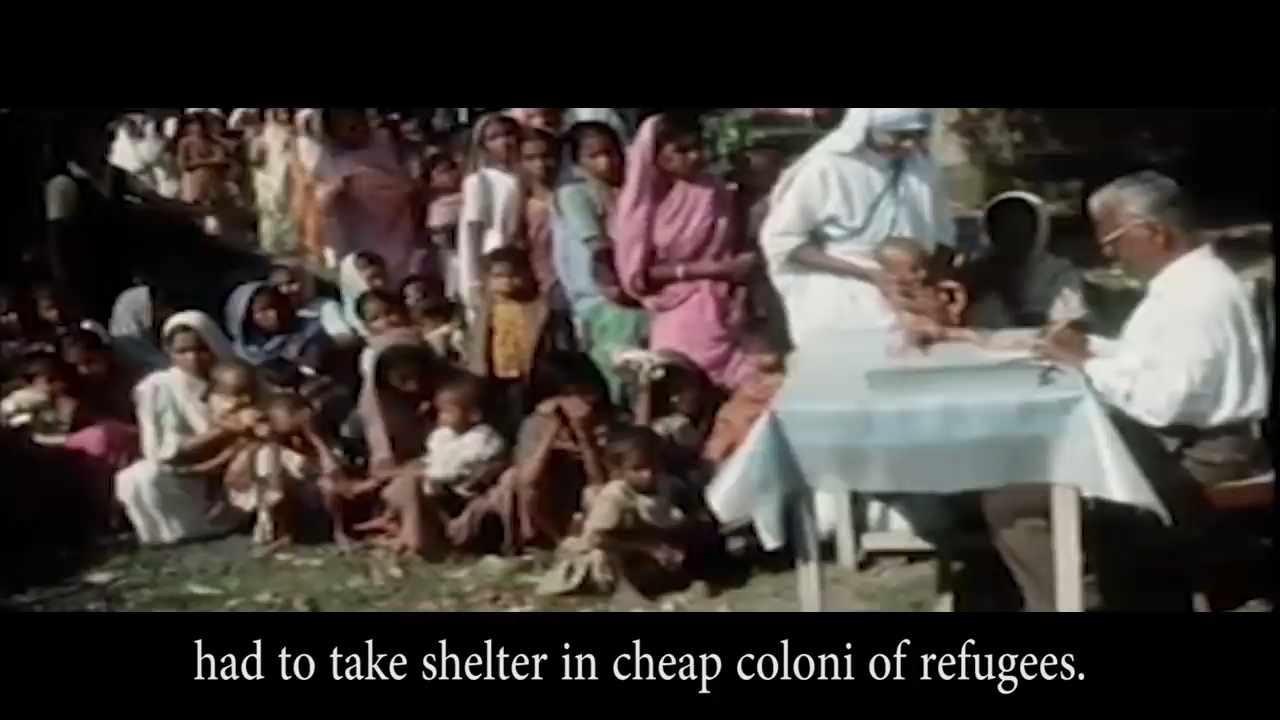 had to take shelter in cheap coloni of refugees.